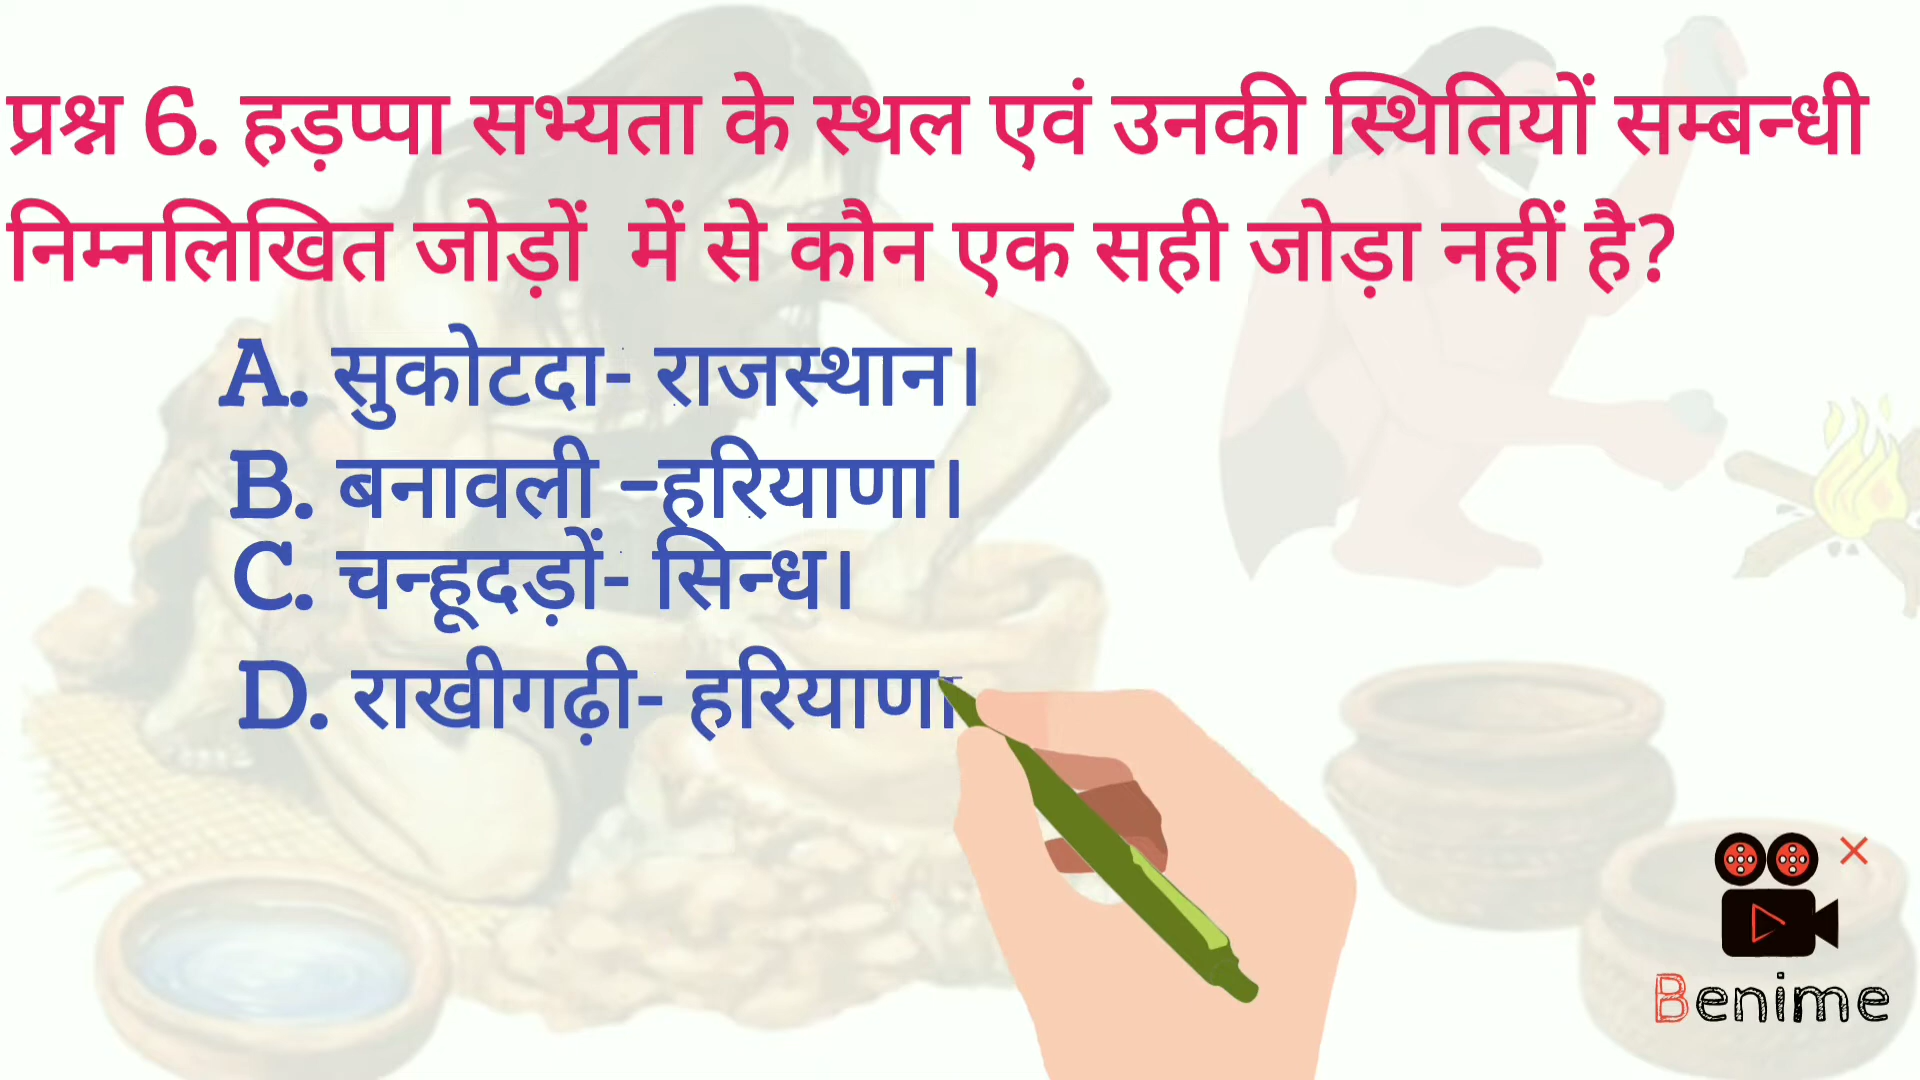 प्रश्न 6. हड़प्पा सभ्यता के स्थल एवं उनकी स्थितियों सम्बन्धी
निम्नलिखित जोड़ों में से कौन एक सही जोड़ा नहीं है?
A. सुकोटदा- राजस्थान।
B. बनावली -हरियाणा।
C. चन्हूदड़ों- सिन्ध।
D. राखीगढ़ी- हरियाणा
Benime